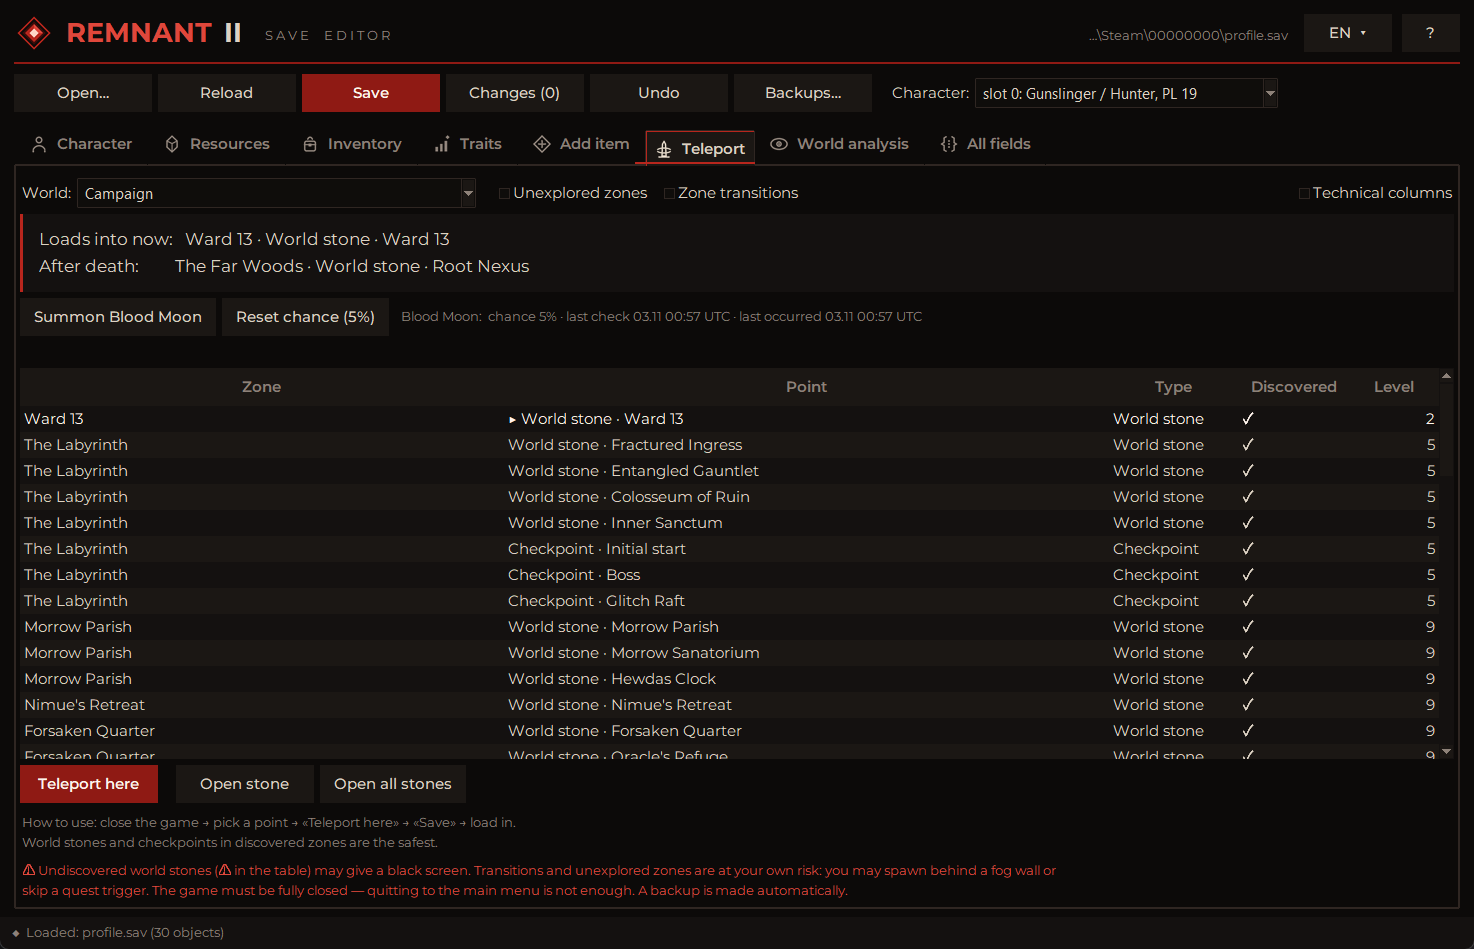 REMNANT II SAVE EDITOR ...\Steam\00000000\profile.sav EN ?
Open... Reload Save Changes (0) Undo Backups... Character: slot 0: Gunslinger / Hunter, PL 19
Character Resources Inventory Traits Add item Teleport World analysis All fields
World: Campaign Unexplored zones Zone transitions Technical columns
Loads into now: Ward 13 · World stone · Ward 13
After death: The Far Woods · World stone · Root Nexus
Summon Blood Moon Reset chance (5%) Blood Moon: chance 5% · last check 03.11 00:57 UTC · last occurred 03.11 00:57 UTC
Zone Point Type Discovered Level
Ward 13 ▸ World stone · Ward 13 World stone ✓ 2
The Labyrinth World stone · Fractured Ingress World stone ✓ 5
The Labyrinth World stone · Entangled Gauntlet World stone ✓ 5
The Labyrinth World stone · Colosseum of Ruin World stone ✓ 5
The Labyrinth World stone · Inner Sanctum World stone ✓ 5
The Labyrinth Checkpoint · Initial start Checkpoint ✓ 5
The Labyrinth Checkpoint · Boss Checkpoint ✓ 5
The Labyrinth Checkpoint · Glitch Raft Checkpoint ✓ 5
Morrow Parish World stone · Morrow Parish World stone ✓ 9
Morrow Parish World stone · Morrow Sanatorium World stone ✓ 9
Morrow Parish World stone · Hewdas Clock World stone ✓ 9
Nimue's Retreat World stone · Nimue's Retreat World stone ✓ 9
Forsaken Quarter World stone · Forsaken Quarter World stone ✓ 9
Forsaken Quarter World stone · Oracle's Refuge World stone ✓ 9
Teleport here Open stone Open all stones
How to use: close the game → pick a point → «Teleport here» → «Save» → load in.
World stones and checkpoints in discovered zones are the safest.
⚠ Undiscovered world stones (⚠ in the table) may give a black screen. Transitions and unexplored zones are at your own risk: you may spawn behind a fog wall or
skip a quest trigger. The game must be fully closed — quitting to the main menu is not enough. A backup is made automatically.
Loaded: profile.sav (30 objects)